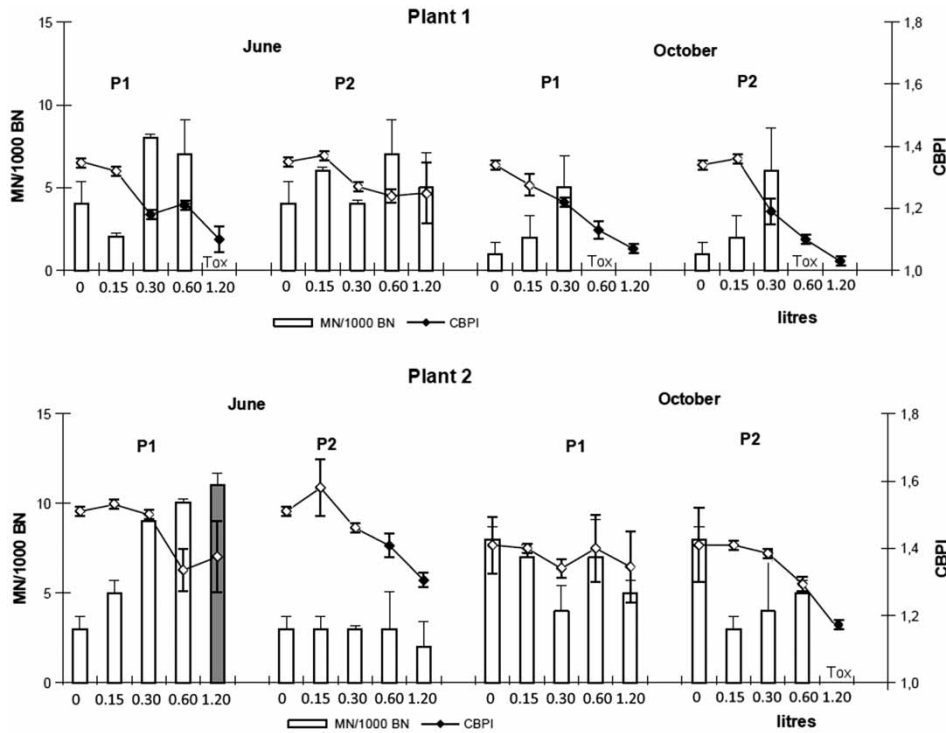 Plant 1
15 June October 1,8
P1 P2 P1 P2
1,6
10
MN/1000 BN
CBPI
1,4
5
1,2
Tox Tox Tox
0 1,0
0 0.15 0.30 0.60 1.20 0 0.15 0.30 0.60 1.20 0 0.15 0.30 0.60 1.20 0 0.15 0.30 0.60 1.20
MN/1000 BN CBPI litres
Plant 2
June October
15 1,8
P1 P2 P1 P2
1,6
10
MN/1000 BN
CBPI
1,4
5
1,2
Tox
0 1,0
0 0.15 0.30 0.60 1.20 0 0.15 0.30 0.60 1.20 0 0.15 0.30 0.60 1.20 0 0.15 0.30 0.60 1.20
MN/1000 BN CBPI litres